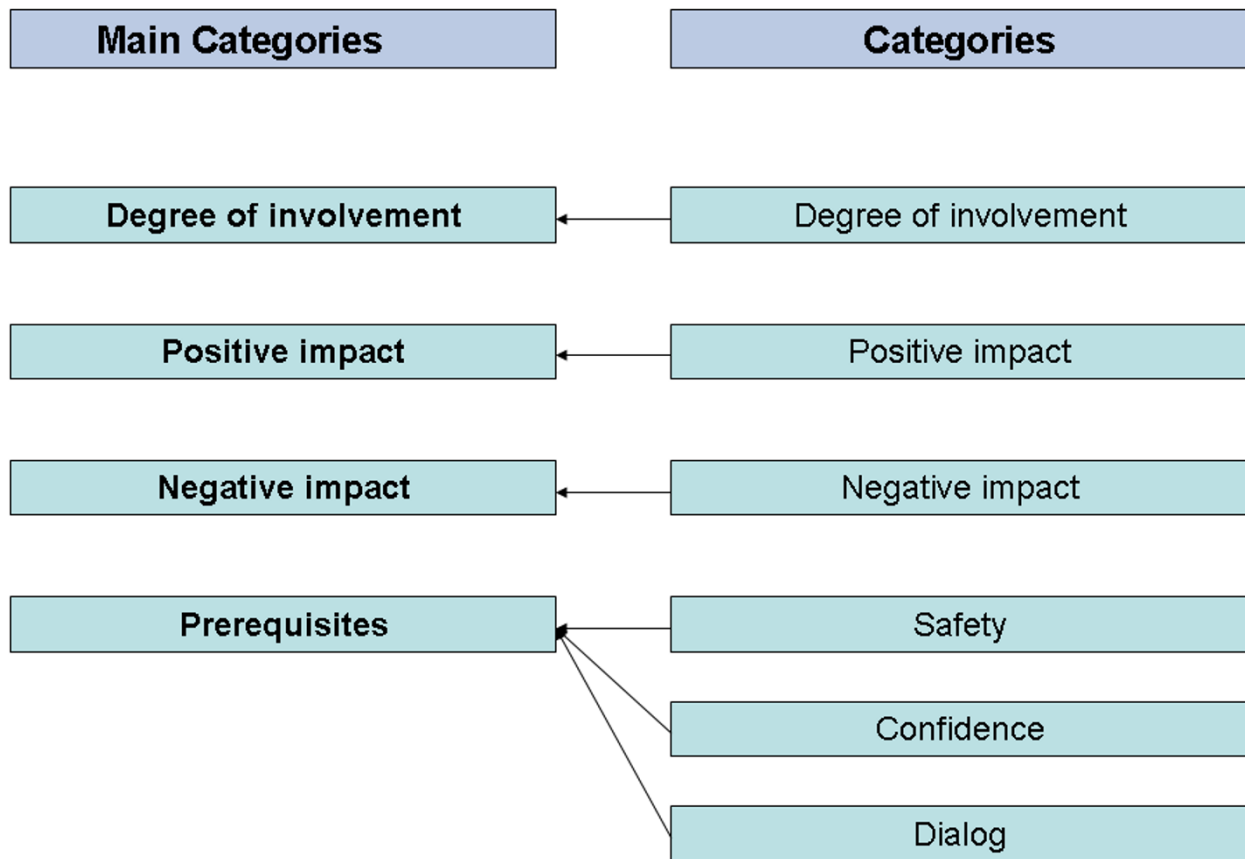 Main Categories
Categories
Degree of involvement
Degree of involvement
Positive impact
Positive impact
Negative impact
Negative impact
Prerequisites
Safety
Confidence
Dialog